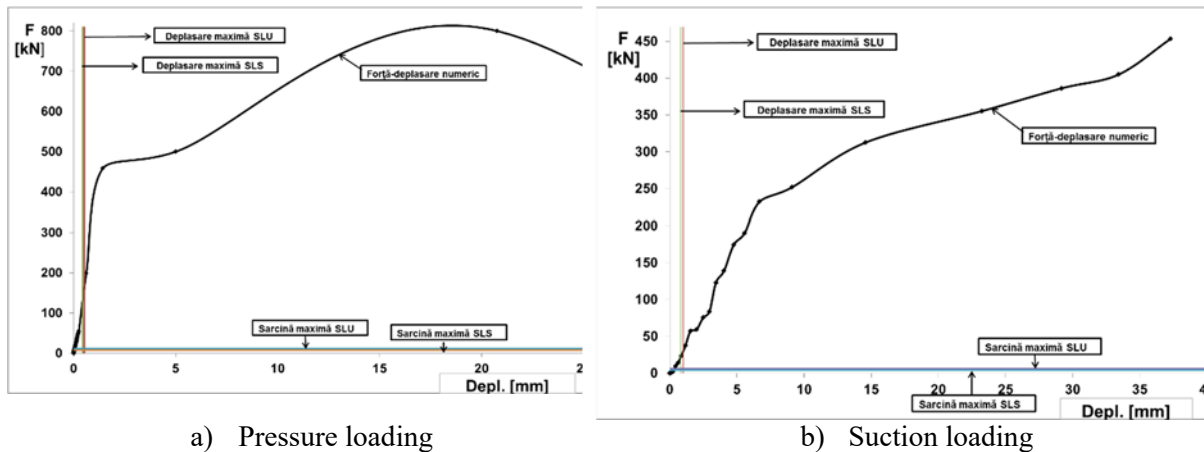 F
[kN]
800
700
600
500
400
300
200
100
0
Deplasare maximă SLU
Deplasare maximă SLS
Forță-deplasare numeric
Sarcină maximă SLU
Sarcină maximă SLS
0 5 10 15 20 2
Depl. [mm]
a) Pressure loading
F
[kN]
450
400
350
300
250
200
150
100
50
0
Deplasare maximă SLU
Deplasare maximă SLS
Forță-deplasare numeric
Sarcină maximă SLU
0 5 10 15 20 25 30 35 4
Sarcină maximă SLS
Depl. [mm]
b) Suction loading